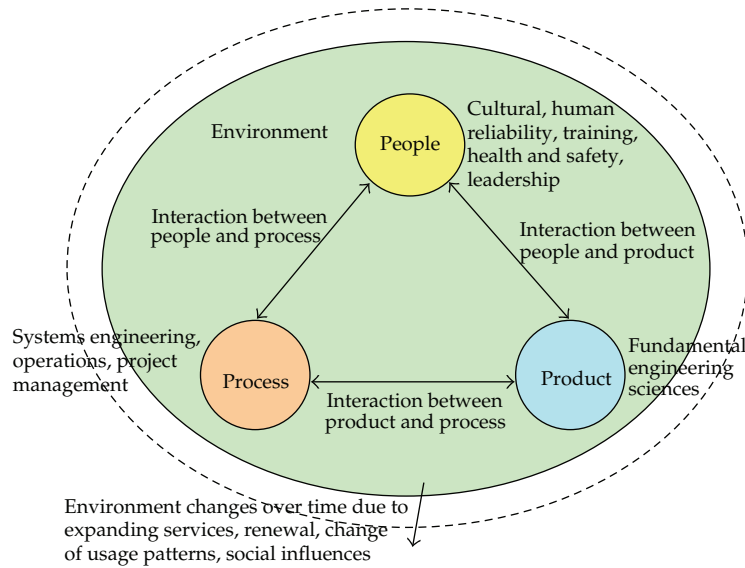 Environment
People
Cultural, human
reliability, training,
health and safety,
leadership
Interaction between
people and process
Interaction between
people and product
Systems engineering,
operations, project
management
Process
Product
Fundamental
engineering
sciences
Interaction between
product and process
Environment changes over time due to
expanding services, renewal, change
of usage patterns, social influences